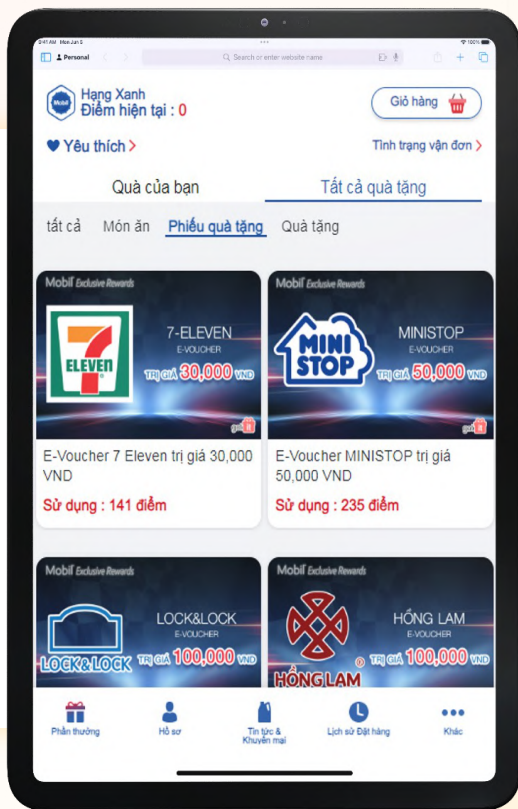 9:41 AM Mon Jun 5
100%
Personal
Search or enter website name
Mobil
Hạng Xanh
Điểm hiện tại : 0
Giỏ hàng
Yêu thích >
Tình trạng vận đơn >
Quà của bạn
Tất cả quà tặng
tất cả Món ăn Phiếu quà tặng Quà tặng
Mobil Exclusive Rewards
ELEVEN
7-ELEVEN
E-VOUCHER
TRỊ GIÁ 30,000 VND
got it
E-Voucher 7 Eleven trị giá 30,000
VND
Sử dụng : 141 điểm
Mobil Exclusive Rewards
MINI
STOP
MINISTOP
E-VOUCHER
TRỊ GIÁ 50,000 VND
got it
E-Voucher MINISTOP trị giá
50,000 VND
Sử dụng : 235 điểm
Mobil Exclusive Rewards
LOCK&LOCK
LOCK&LOCK
E-VOUCHER
TRỊ GIÁ 100,000 VND
Mobil Exclusive Rewards
HỒNG LAM
HỒNG LAM
E-VOUCHER
TRỊ GIÁ 100,000 VND
Phần thưởng
Hồ sơ
Tin tức &
Khuyến mại
Lịch sử Đặt hàng
Khác